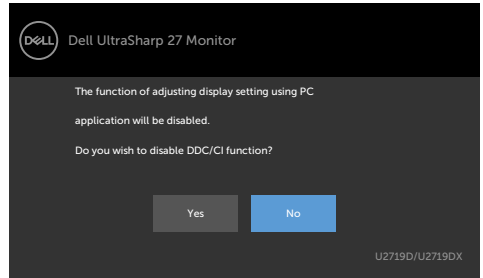 DELL Dell UltraSharp 27 Monitor
The function of adjusting display setting using PC
application will be disabled.
Do you wish to disable DDC/CI function?
Yes No
U2719D/U2719DX